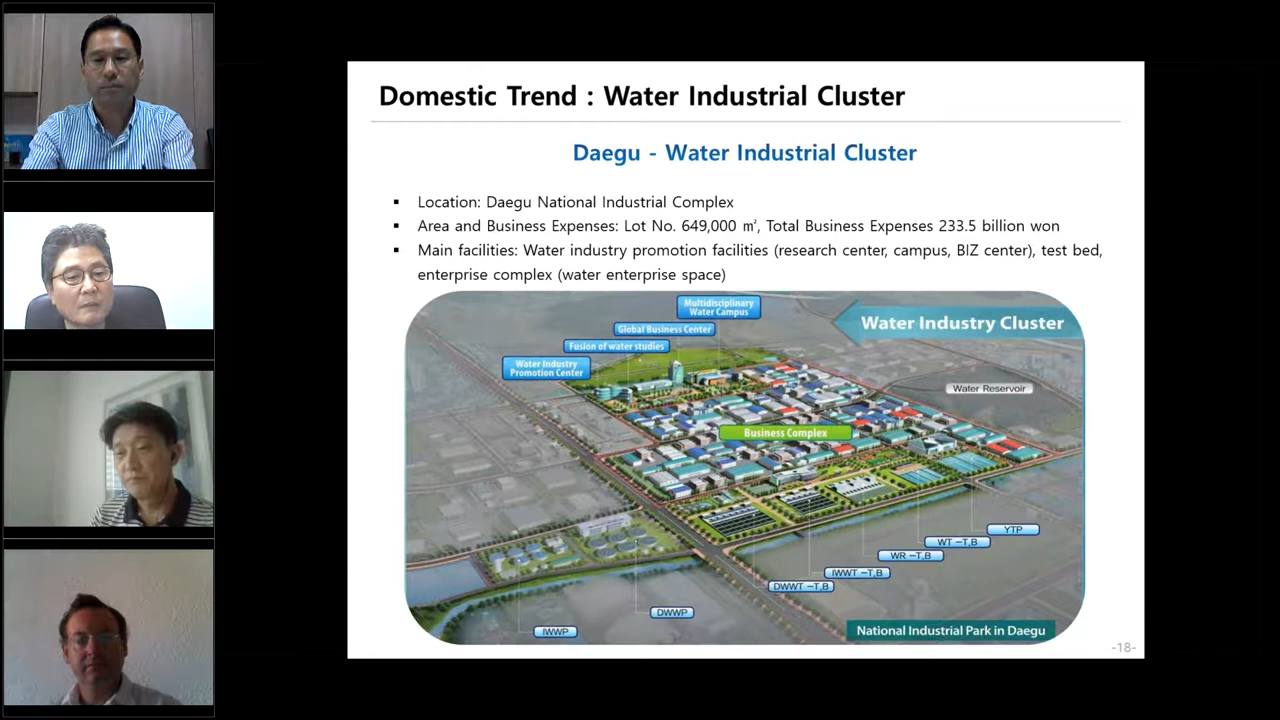 Domestic Trend : Water Industrial Cluster
Daegu - Water Industrial Cluster
▪ Location: Daegu National Industrial Complex
▪ Area and Business Expenses: Lot No. 649,000 ㎡, Total Business Expenses 233.5 billion won
▪ Main facilities: Water industry promotion facilities (research center, campus, BIZ center), test bed,
enterprise complex (water enterprise space)
Multidisciplinary
Water Campus
Global Business Center
Fusion of water studies
Water Industry
Promotion Center
Water Industry Cluster
Water Reservoir
Business Complex
YTP
WT –T,B
WR –T,B
IWWT –T,B
DWWT –T,B
DWWP
IWWP
National Industrial Park in Daegu
-18-